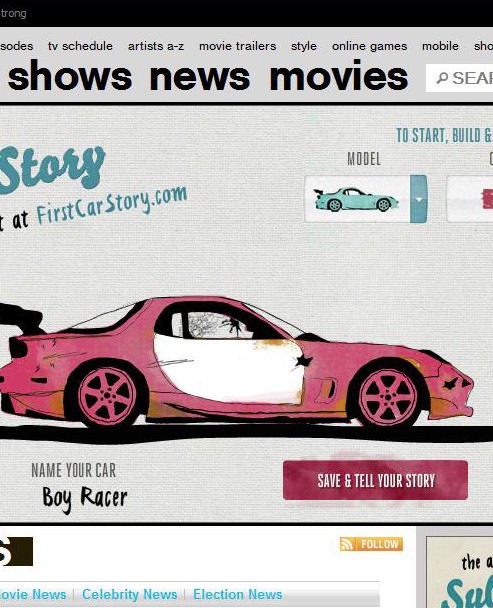 trong
sodes tv schedule artists a-z movie trailers style online games mobile sho
shows news movies
SEAR
TO START, BUILD &
MODEL
Story
t at FirstCarStory.com
NAME YOUR CAR
Boy Racer
SAVE & TELL YOUR STORY
S
FOLLOW
ovie News | Celebrity News | Election News
the a
Sul